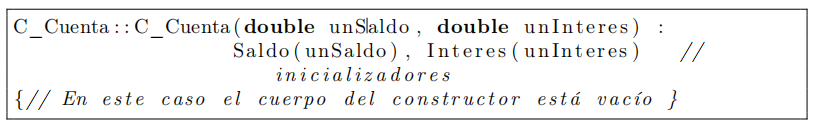 C_Cuenta::C_Cuenta(double unSaldo, double unInteres) :
Saldo(unSaldo), Interes(unInteres) //
inicializadores
{// En este caso el cuerpo del constructor está vacío }